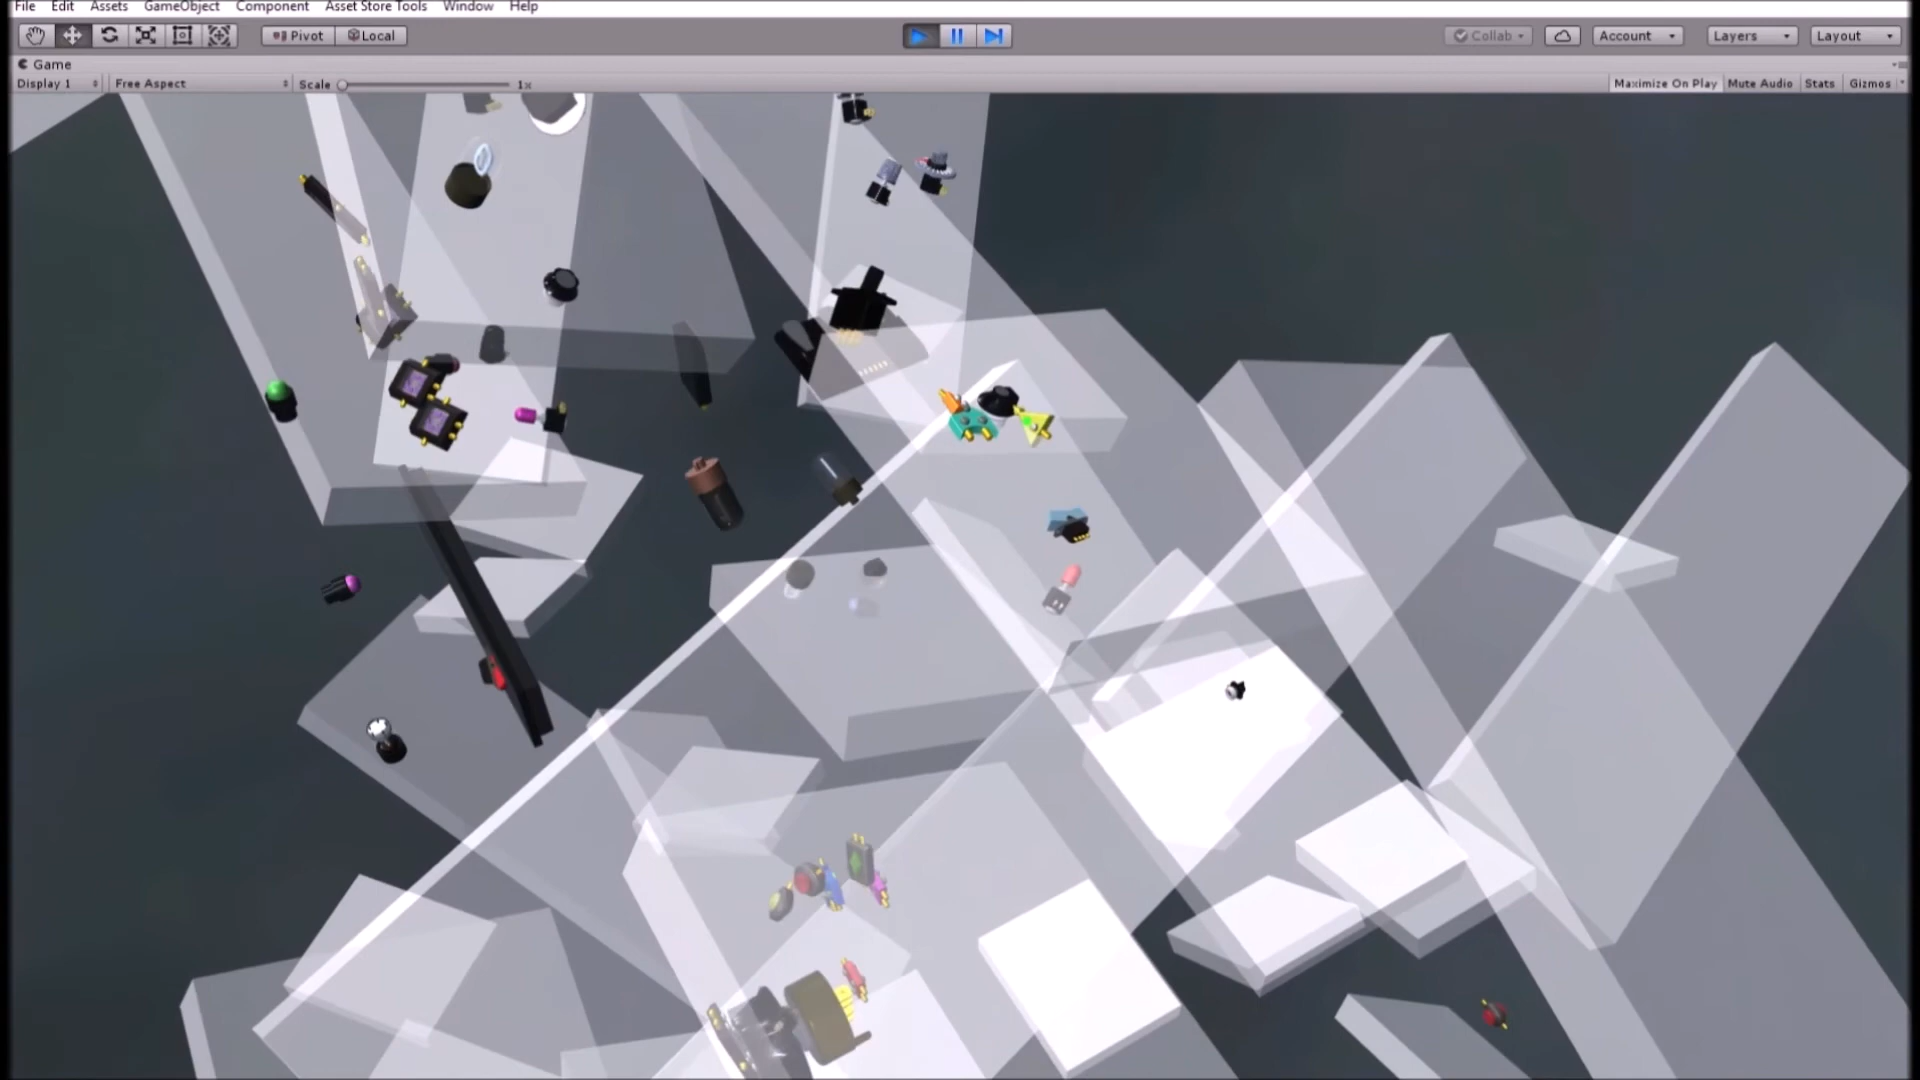 File Edit Assets GameObject Component Asset Store Tools Window Help
Pivot Local Collab Account Layers Layout
Game
Display 1 Free Aspect Scale 1x Maximize On Play Mute Audio Stats Gizmos